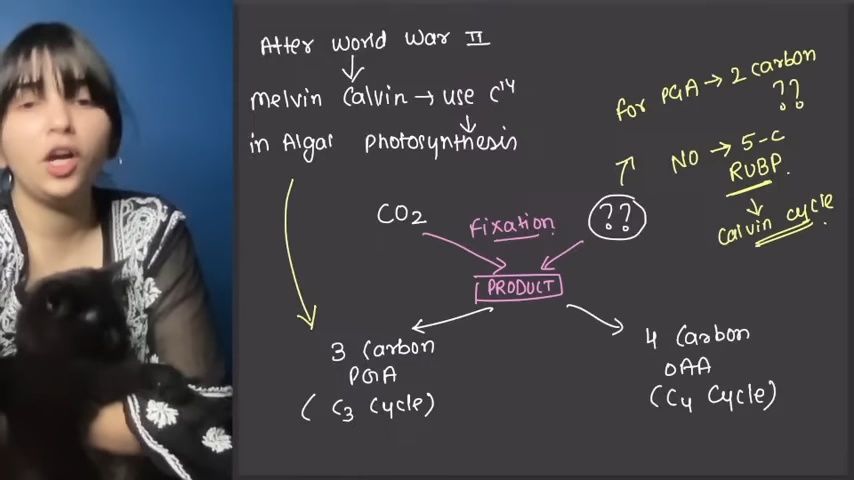 After World War II
Melvin Calvin → use C¹⁴
in Algal photosynthesis
for PGA → 2 carbon
??
NO → 5-C
RUBP.
Calvin cycle
CO₂
Fixation
??
PRODUCT
3 Carbon
PGA
(C₃ Cycle)
4 Carbon
OAA
(C₄ Cycle)